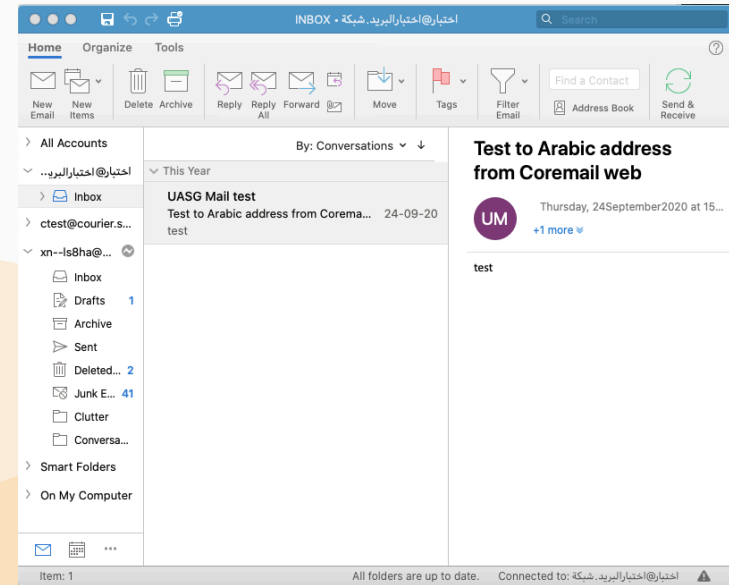 INBOX • اختبار@اختبارالبريد.شبكة
Search
Home Organize Tools
New Email
New Items
Delete
Archive
Reply
Reply All
Forward
Move
Tags
Filter Email
Find a Contact
Address Book
Send & Receive
All Accounts
اختبار@اختبارالبريد...
Inbox
ctest@courier.s...
xn--ls8ha@...
Inbox
Drafts 1
Archive
Sent
Deleted... 2
Junk E... 41
Clutter
Conversa...
Smart Folders
On My Computer
By: Conversations
This Year
UASG Mail test
Test to Arabic address from Corema... 24-09-20
test
Test to Arabic address
from Coremail web
UM
Thursday, 24September2020 at 15...
+1 more
test
Item: 1
All folders are up to date.
Connected to: اختبار@اختبارالبريد.شبكة